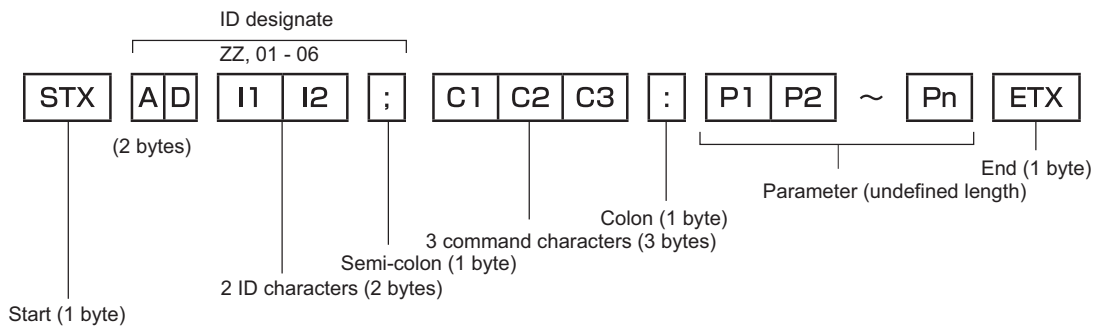 ID designate
ZZ, 01 - 06
STX A D I1 I2 ; C1 C2 C3 : P1 P2 ～ Pn ETX
(2 bytes)
End (1 byte)
Parameter (undefined length)
Colon (1 byte)
3 command characters (3 bytes)
Semi-colon (1 byte)
2 ID characters (2 bytes)
Start (1 byte)